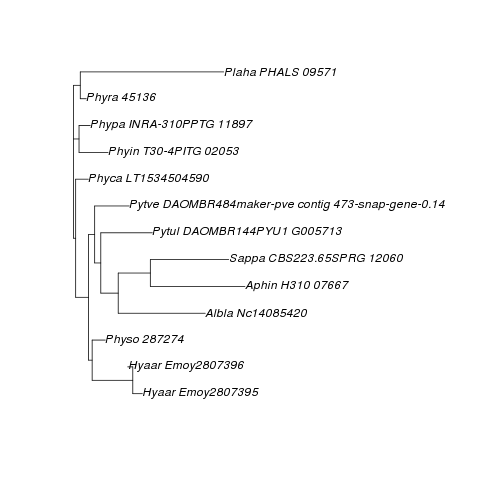 Plaha PHALS 09571
Phyra 45136
Phypa INRA-310PPTG 11897
Phyin T30-4PITG 02053
Phyca LT1534504590
Pytve DAOMBR484maker-pve contig 473-snap-gene-0.14
Pytul DAOMBR144PYU1 G005713
Sappa CBS223.65SPRG 12060
Aphin H310 07667
Albla Nc14085420
Physo 287274
Hyaar Emoy2807396
Hyaar Emoy2807395